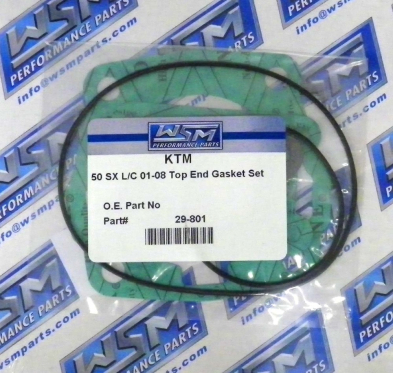 WSM
PERFORMANCE PARTS
info@wsmparts.com
WSM
PERFORMANCE PARTS
KTM
50 SX L/C 01-08 Top End Gasket Set
O.E. Part No
Part# 29-801
WSM
PERFORMANCE PARTS
info@wsmparts.com